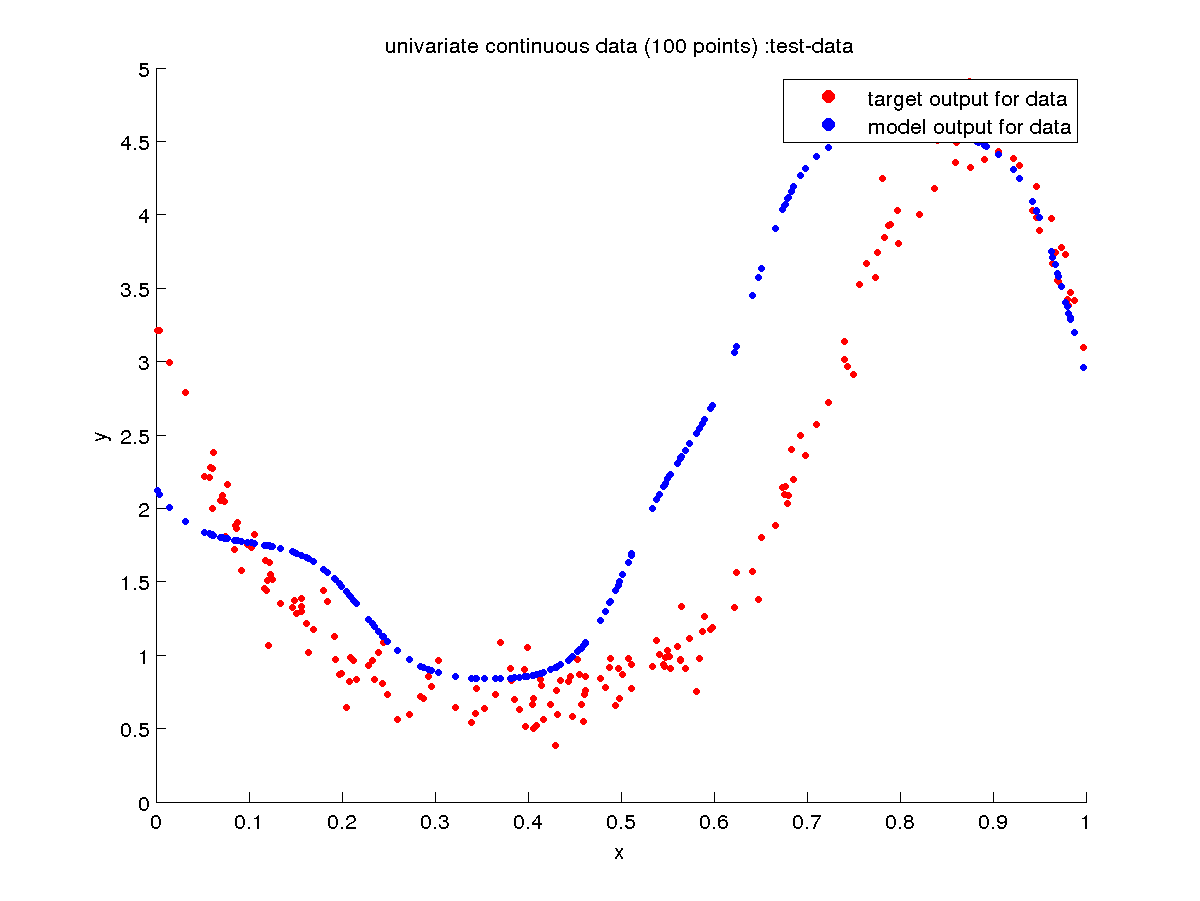 univariate continuous data (100 points) :test-data
5
target output for data
model output for data
4.5
4
3.5
3
2.5
y
2
1.5
1
0.5
0
0 0.1 0.2 0.3 0.4 0.5 0.6 0.7 0.8 0.9 1
x